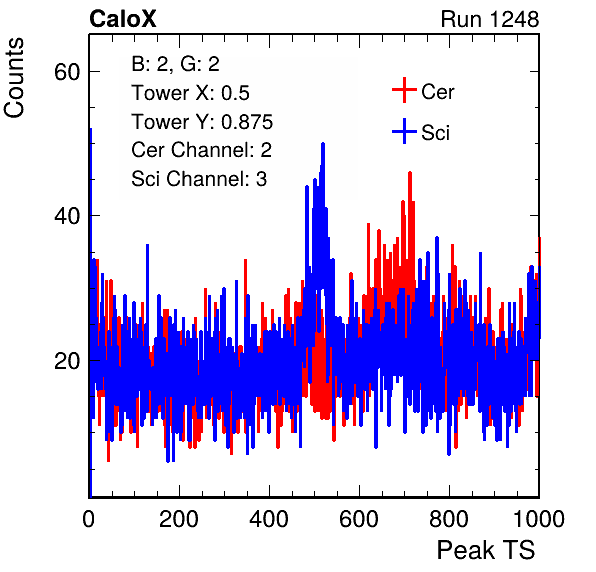 CaloX Run 1248
Counts
B: 2, G: 2
Tower X: 0.5
Tower Y: 0.875
Cer Channel: 2
Sci Channel: 3
Cer
Sci
60
40
20
0 200 400 600 800 1000
Peak TS